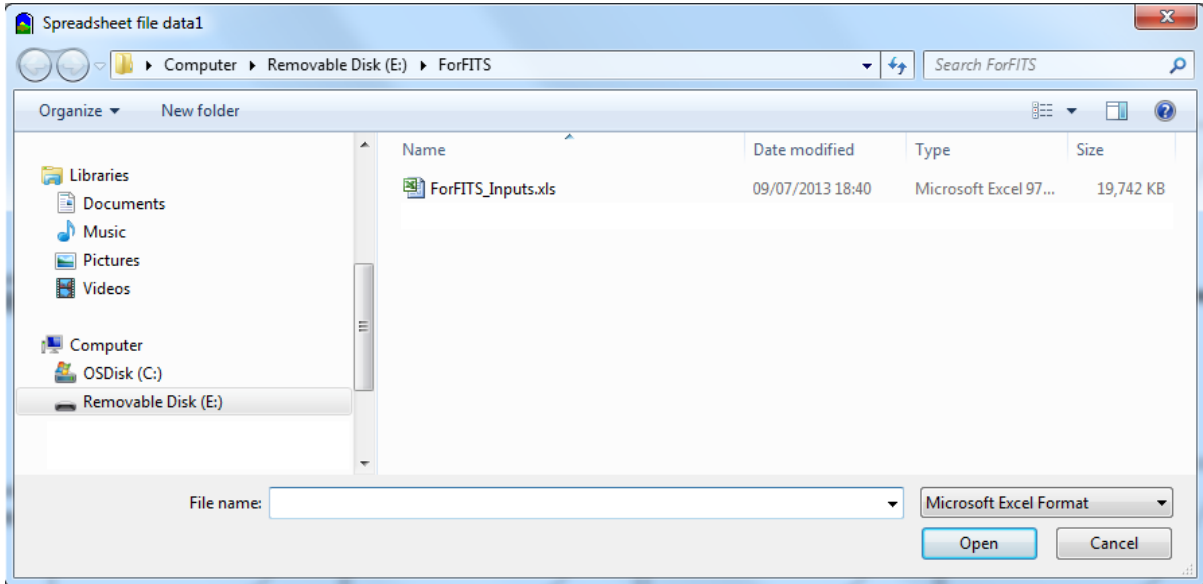 Spreadsheet file data1
Computer Removable Disk (E:) ForFITS Search ForFITS
Organize New folder
Name Date modified Type Size
Libraries
ForFITS_Inputs.xls 09/07/2013 18:40 Microsoft Excel 97... 19,742 KB
Documents
Music
Pictures
Videos
Computer
OSDisk (C:)
Removable Disk (E:)
File name: Microsoft Excel Format
Open Cancel